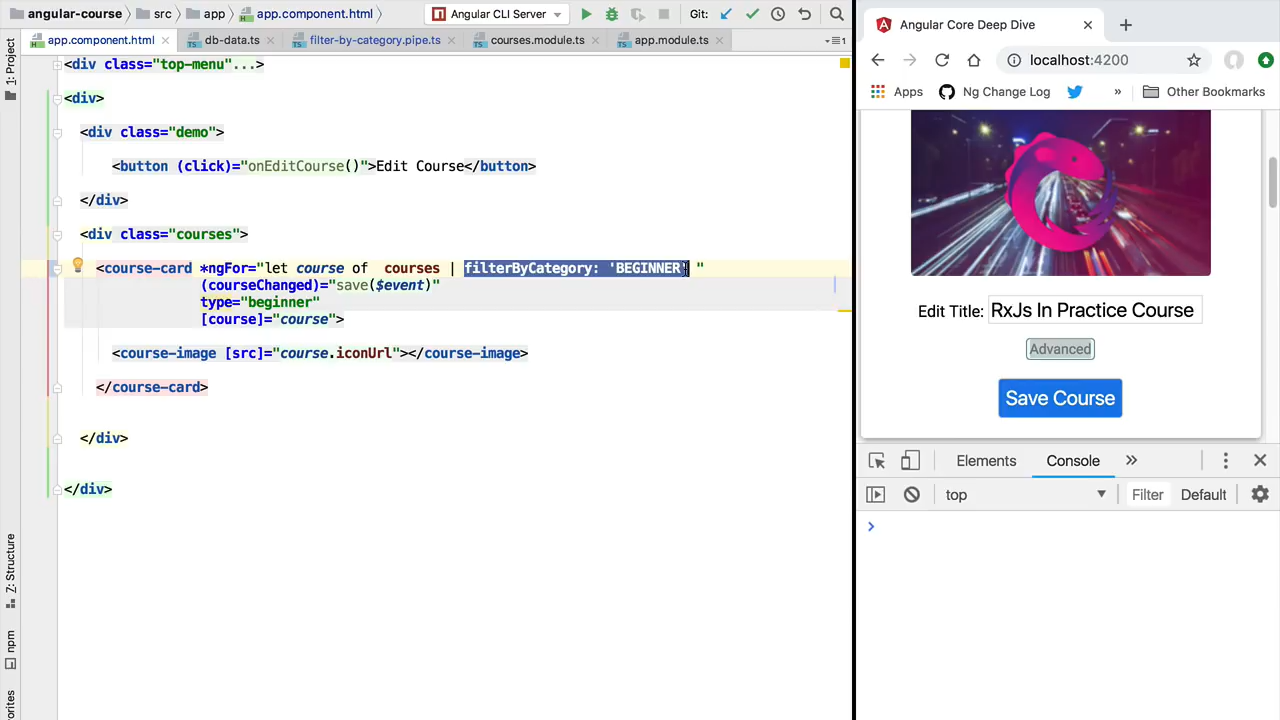 angular-course
src
app
app.component.html
Angular CLI Server
Git:
app.component.html
db-data.ts
filter-by-category.pipe.ts
courses.module.ts
app.module.ts
1: Project
Z: Structure
npm
<div class="top-menu"...>
<div>
<div class="demo">
<button (click)="onEditCourse()">Edit Course</button>
</div>
<div class="courses">
<course-card *ngFor="let course of  courses | filterByCategory: 'BEGINNER' "
(courseChanged)="save($event)"
type="beginner"
[course]="course">
<course-image [src]="course.iconUrl"></course-image>
</course-card>
</div>
</div>
Angular Core Deep Dive
localhost:4200
Apps
Ng Change Log
»
Other Bookmarks
Edit Title: RxJs In Practice Course
Advanced
Save Course
Elements
Console
»
top
Filter
Default